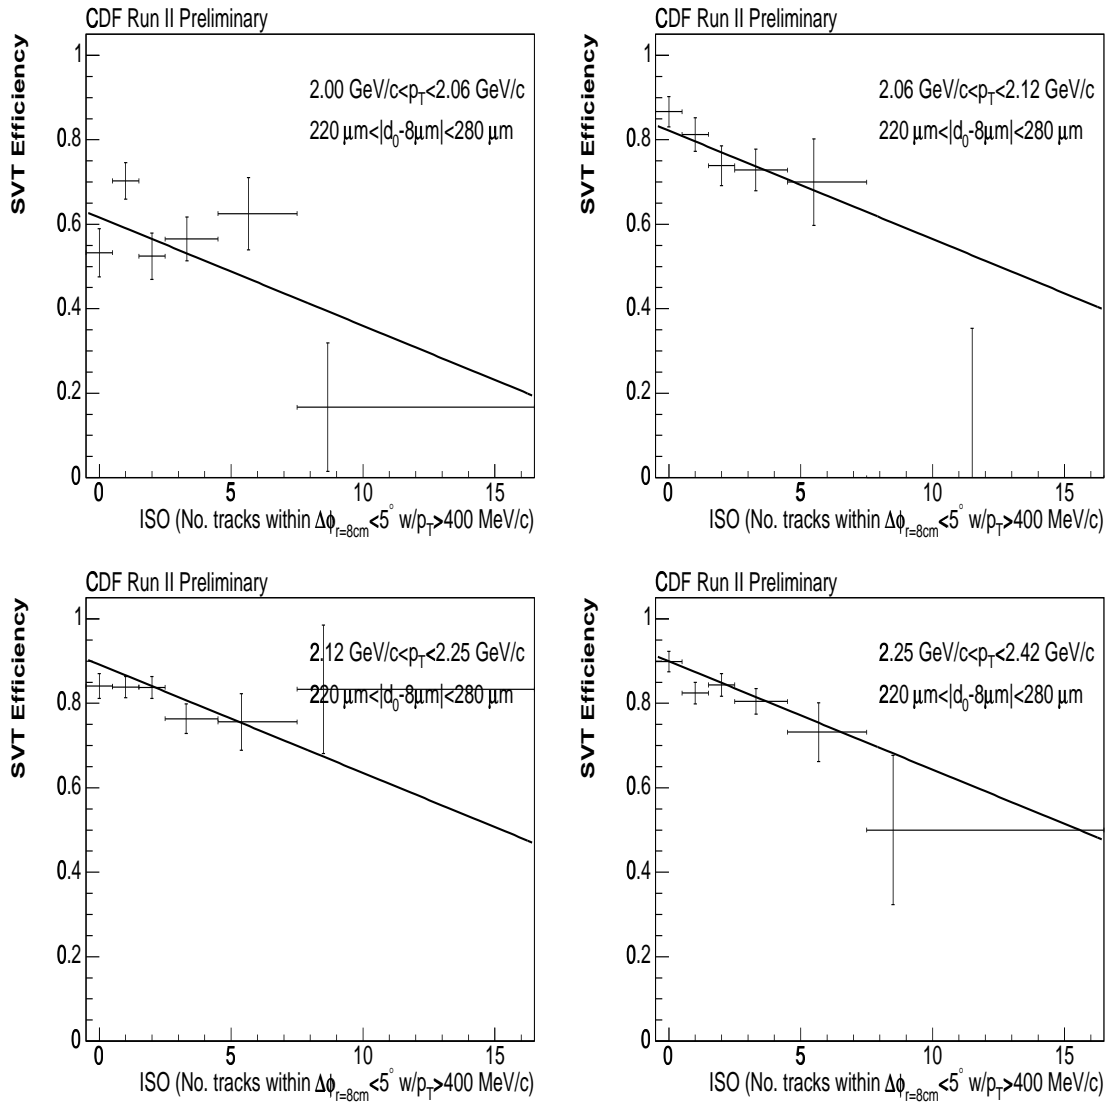 CDF Run II Preliminary
SVT Efficiency
2.00 GeV/c<p_T<2.06 GeV/c
220 μm<|d_0-8μm|<280 μm
1
0.8
0.6
0.4
0.2
0
0 5 10 15
ISO (No. tracks within Δϕ_{r=8cm}<5° w/p_T>400 MeV/c)
CDF Run II Preliminary
SVT Efficiency
2.06 GeV/c<p_T<2.12 GeV/c
220 μm<|d_0-8μm|<280 μm
1
0.8
0.6
0.4
0.2
0
0 5 10 15
ISO (No. tracks within Δϕ_{r=8cm}<5° w/p_T>400 MeV/c)
CDF Run II Preliminary
SVT Efficiency
2.12 GeV/c<p_T<2.25 GeV/c
220 μm<|d_0-8μm|<280 μm
1
0.8
0.6
0.4
0.2
0
0 5 10 15
ISO (No. tracks within Δϕ_{r=8cm}<5° w/p_T>400 MeV/c)
CDF Run II Preliminary
SVT Efficiency
2.25 GeV/c<p_T<2.42 GeV/c
220 μm<|d_0-8μm|<280 μm
1
0.8
0.6
0.4
0.2
0
0 5 10 15
ISO (No. tracks within Δϕ_{r=8cm}<5° w/p_T>400 MeV/c)